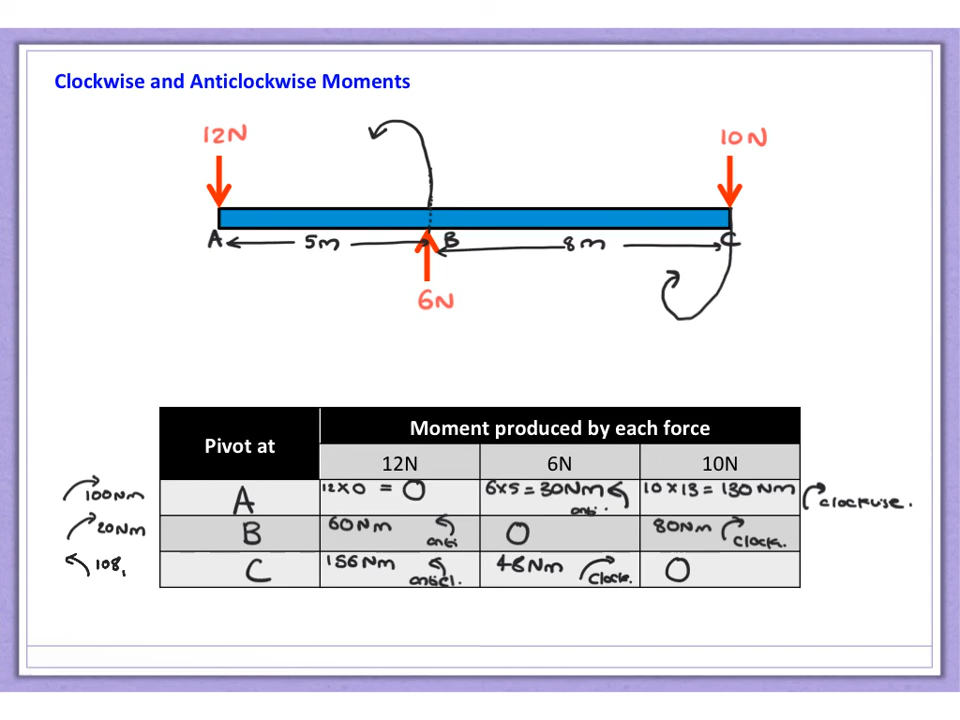 Clockwise and Anticlockwise Moments
12N
10N
A
5m
B
8m
C
6N
Pivot at
Moment produced by each force
12N
6N
10N
100Nm
A
12 x 0 = 0
6 x 5 = 30Nm
anti.
10 x 13 = 130 Nm
clockwise.
20Nm
B
60Nm
anti
0
80Nm
clock.
108,
C
156Nm
anticl.
48Nm
Clock.
0